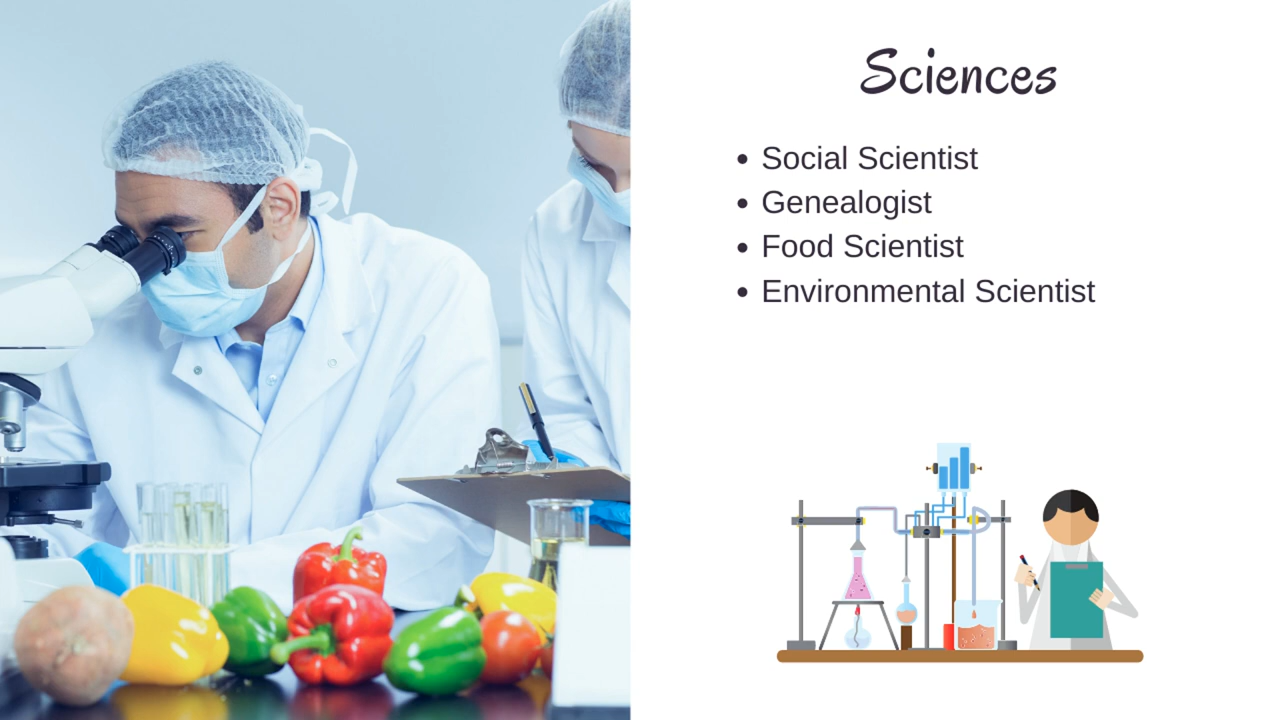 Sciences
• Social Scientist
• Genealogist
• Food Scientist
• Environmental Scientist